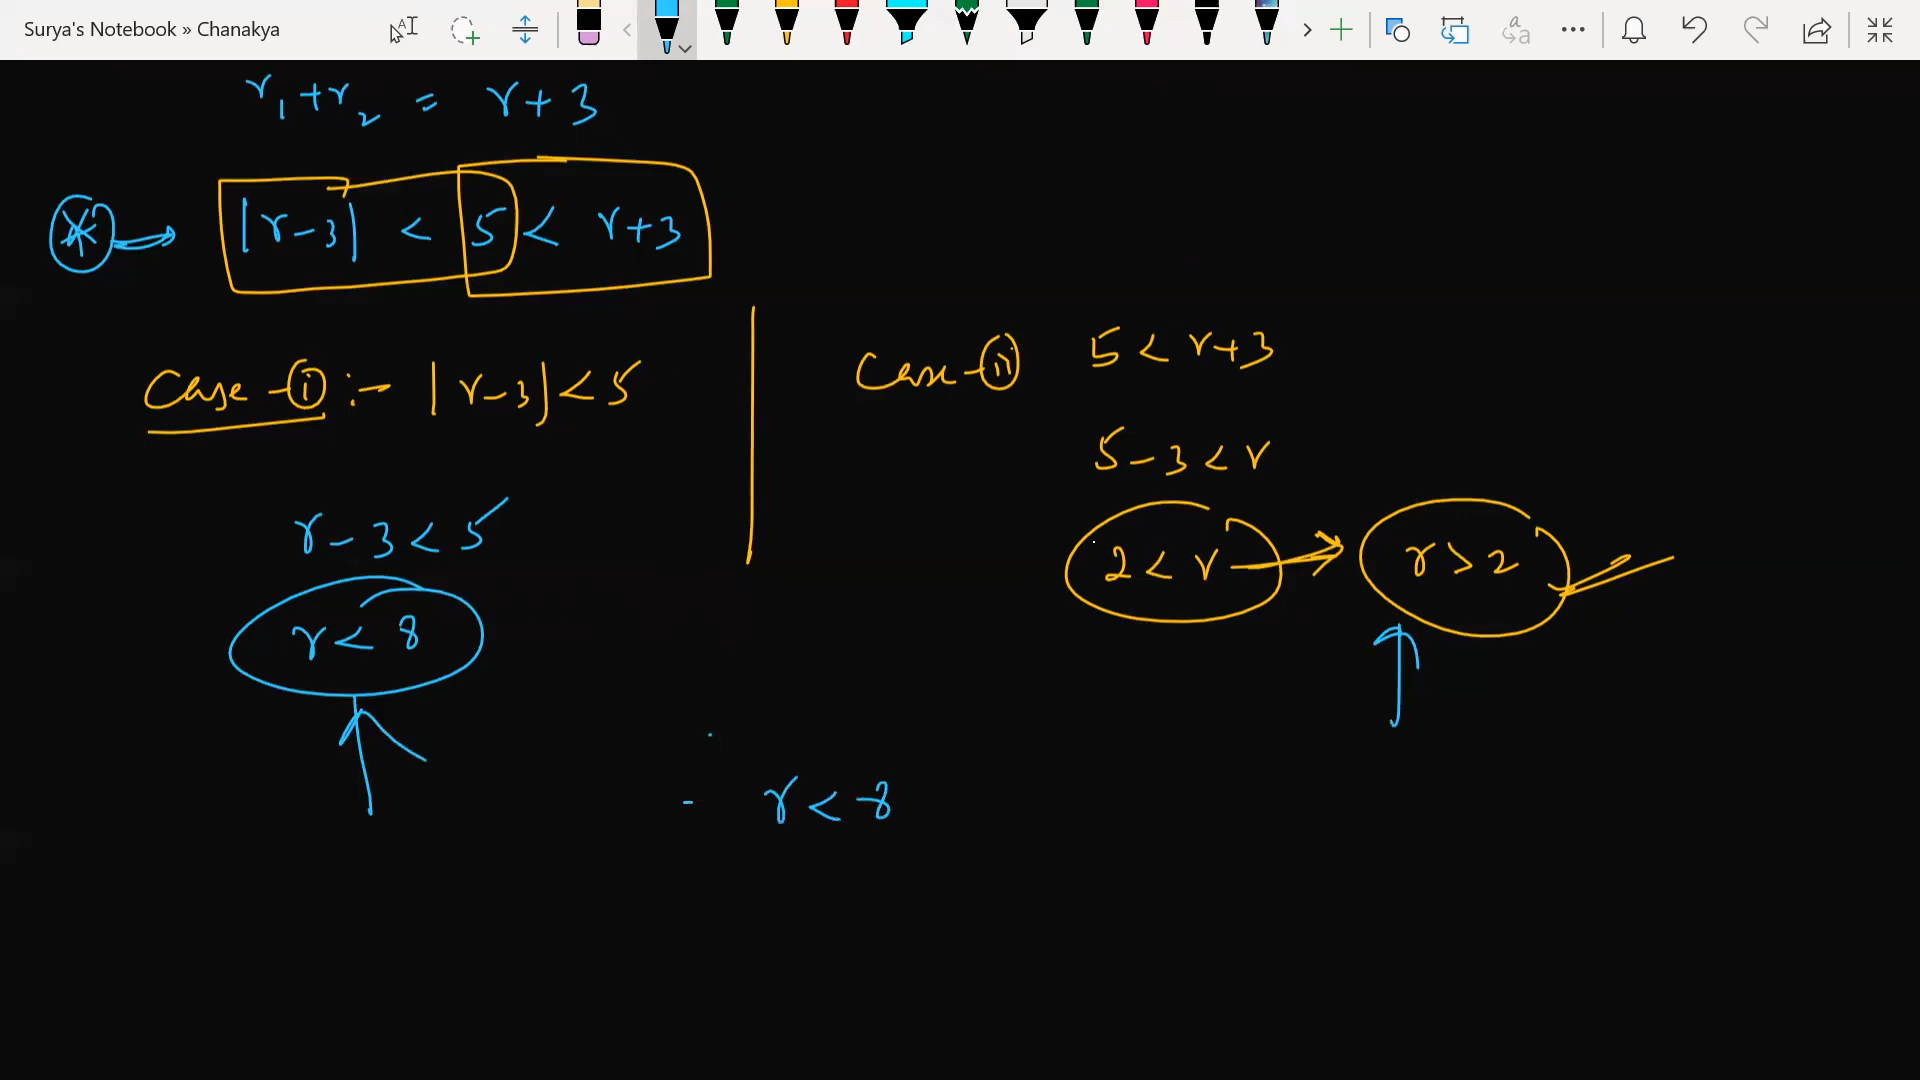 Surya's Notebook » Chanakya
r₁+r₂ = r+3
|r-3| < 5 < r+3
Case-(i) :- |r-3| < 5
r-3 < 5
r < 8
Case-(ii) 5 < r+3
5-3 < r
2 < r → r > 2
- r < 8